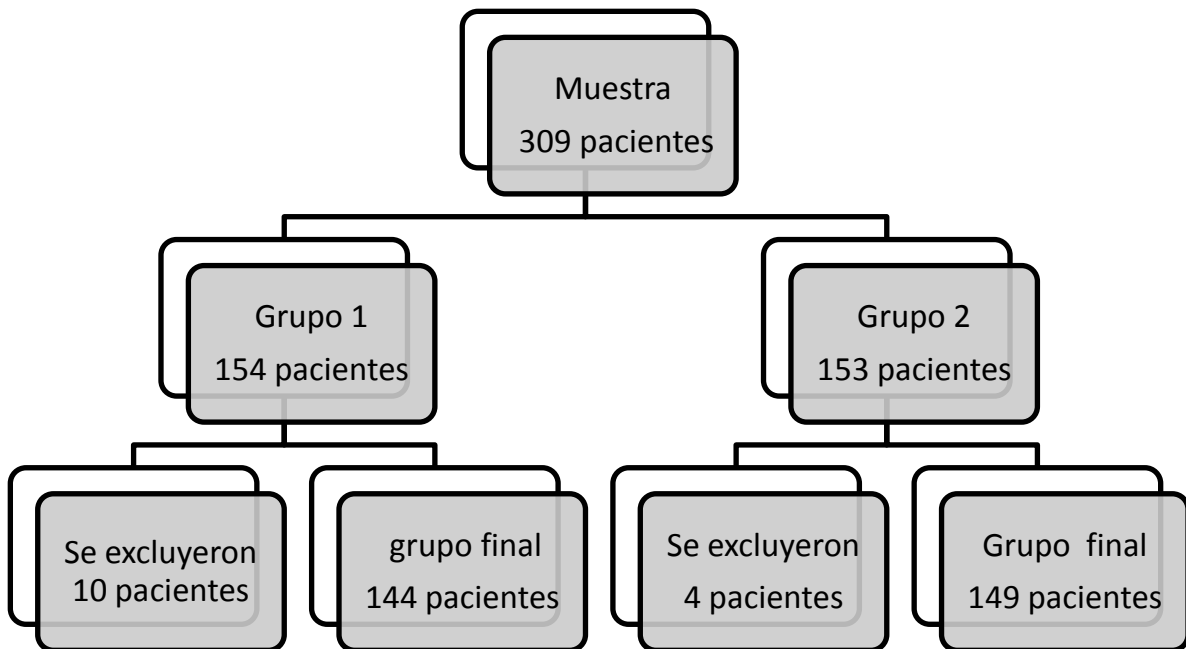 Muestra
309 pacientes
Grupo 1
154 pacientes
Grupo 2
153 pacientes
Se excluyeron
10 pacientes
grupo final
144 pacientes
Se excluyeron
4 pacientes
Grupo final
149 pacientes